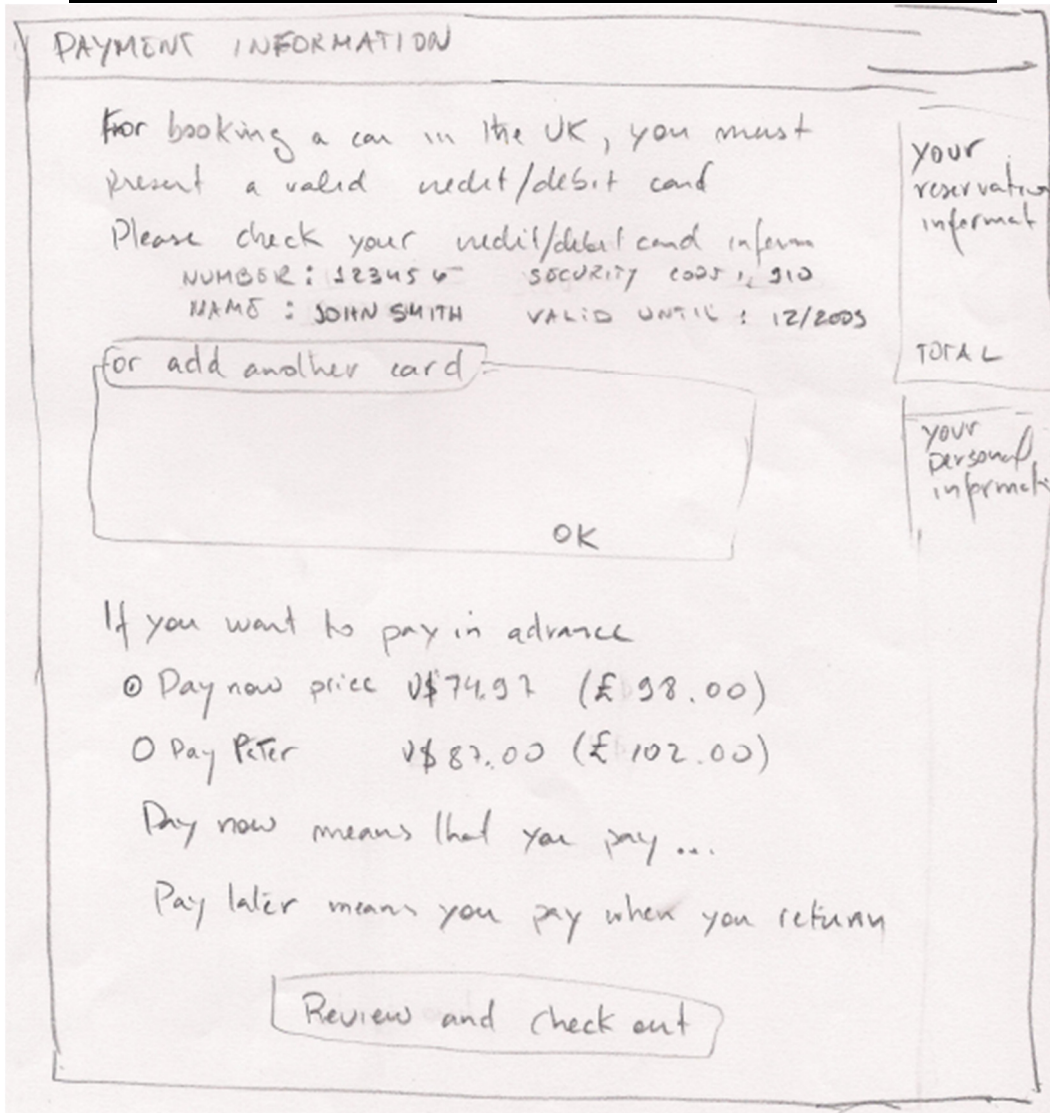 PAYMENT INFORMATION
For booking a car in the UK, you must
present a valid credit/debit card
Please check your credit/debit card inform
NUMBER: 123456 SECURITY CODE: 910
NAME: JOHN SMITH VALID UNTIL: 12/2009
or add another card
OK
If you want to pay in advance
Pay now price U$74.97 (£ 98.00)
Pay later U$87.00 (£ 102.00)
Pay now means that you pay...
Pay later means you pay when you return
Review and check out
your
reservation
informat
TOTAL
your
personal
informati